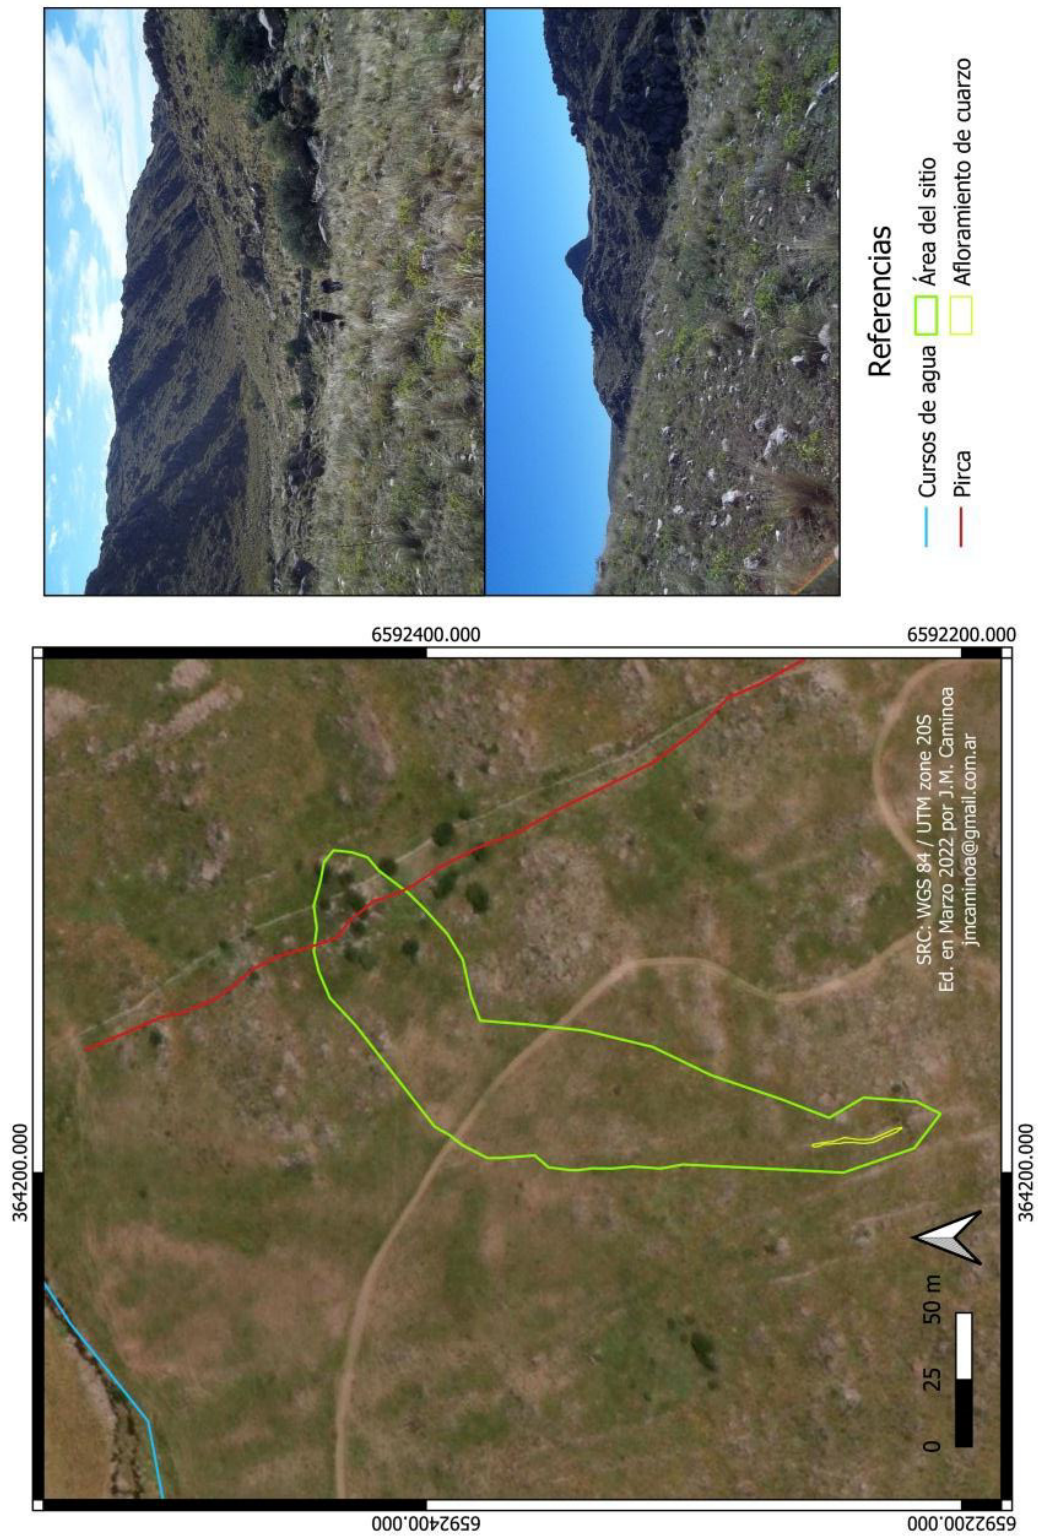 Referencias
Cursos de agua
Área del sitio
Pirca
Afloramiento de cuarzo
364200.000
6592400.000
6592200.000
6592400.000
6592200.000
364200.000
0 25 50 m
SRC: WGS 84 / UTM zone 20S
Ed. en Marzo 2022 por J.M. Caminoa
jmcaminoa@gmail.com.ar